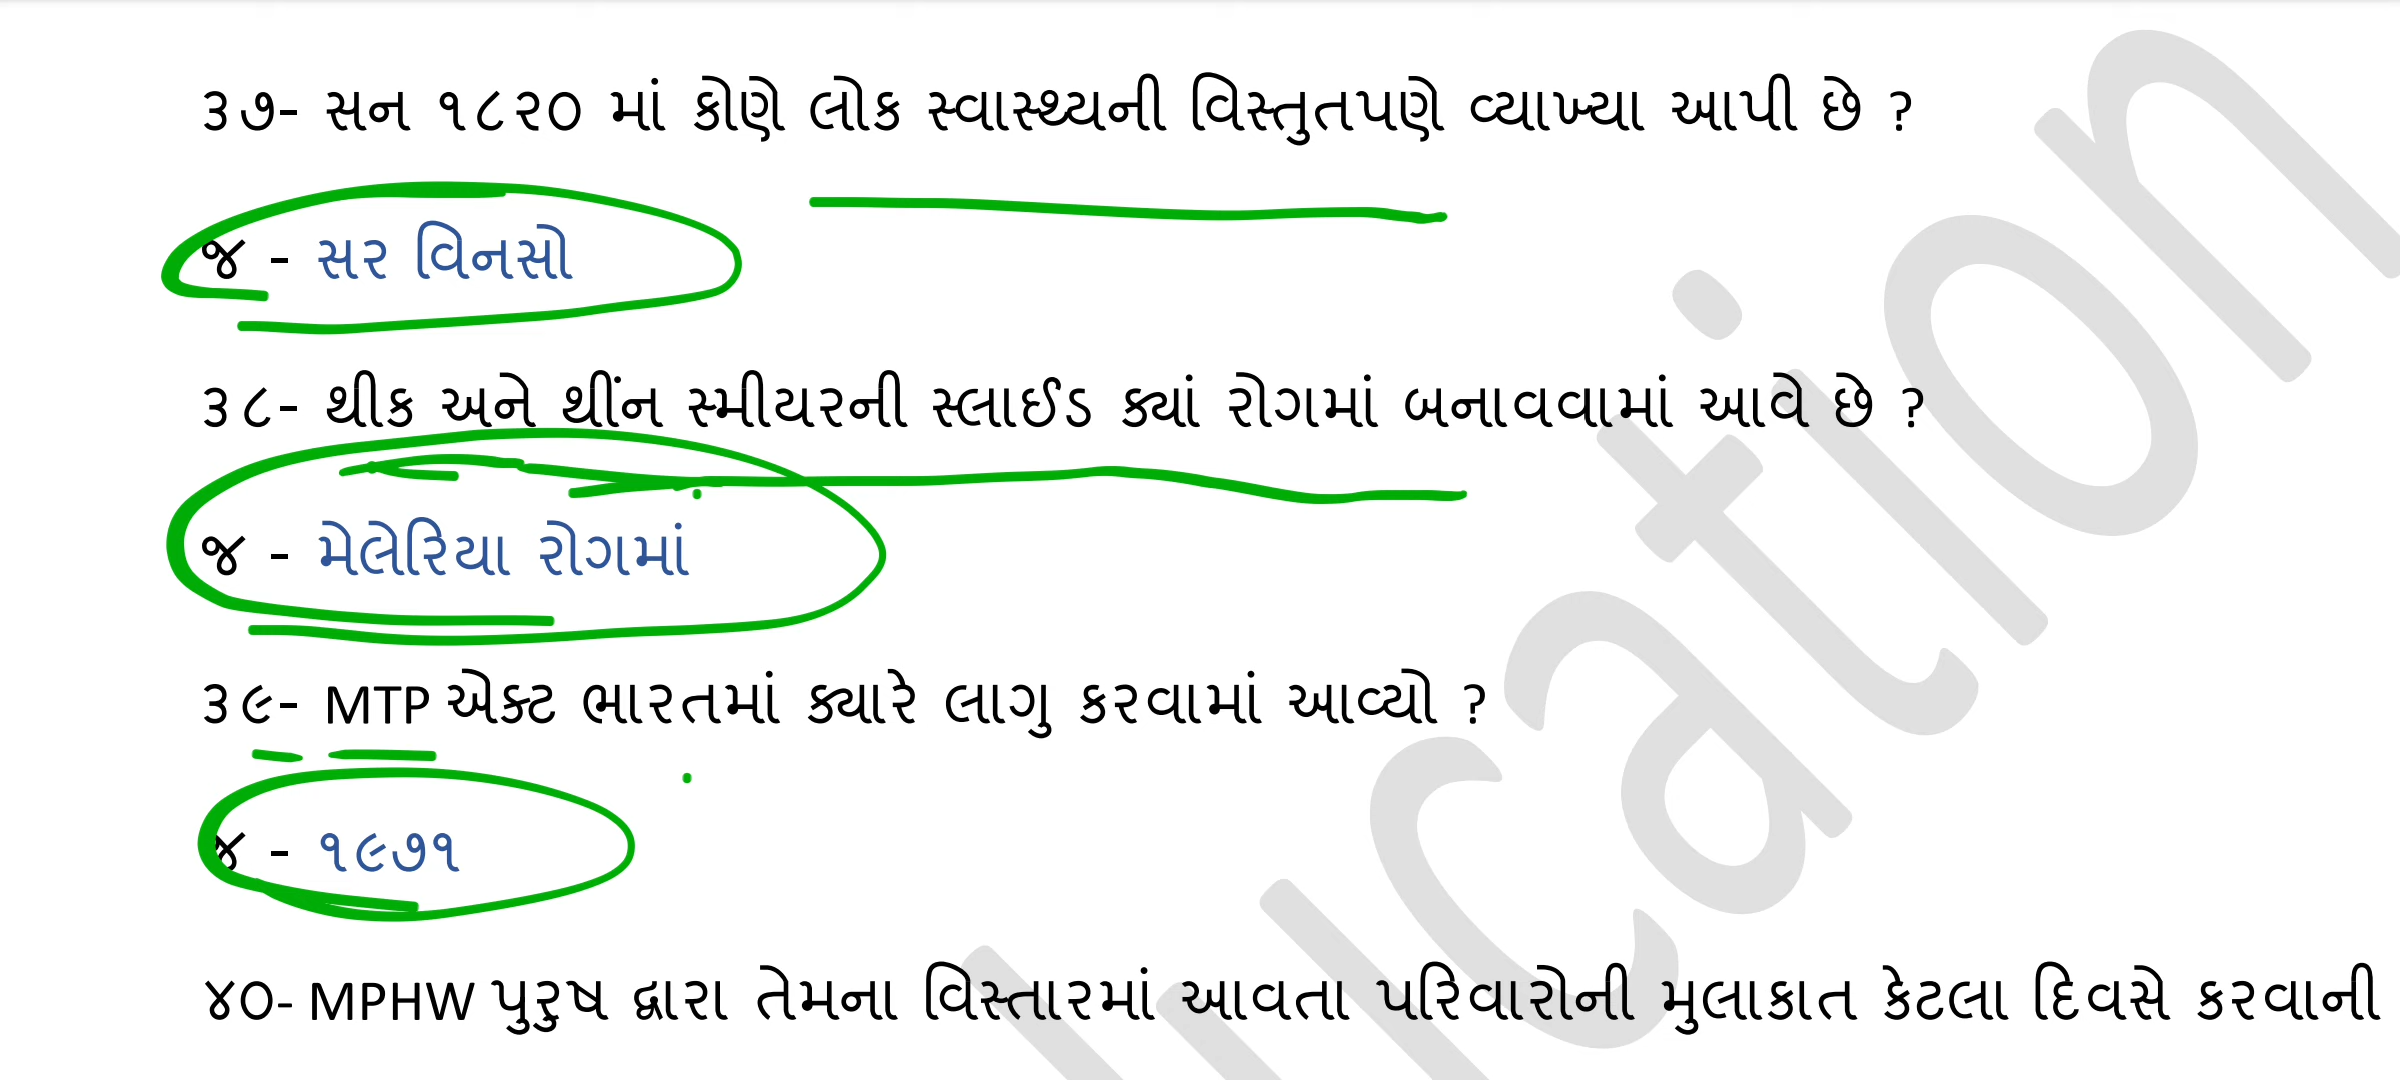 ૩૭- સન ૧૮૨૦ માં કોણે લોક સ્વાસ્થ્યની વિસ્તુતપણે વ્યાખ્યા આપી છે ?
જ - સર વિનસો
૩૮- થીક અને થીંન સ્મીયરની સ્લાઈડ ક્યાં રોગમાં બનાવવામાં આવે છે ?
જ - મેલેરિયા રોગમાં
૩૯- MTP એક્ટ ભારતમાં ક્યારે લાગુ કરવામાં આવ્યો ?
જ - ૧૯૭૧
૪૦- MPHW પુરુષ દ્વારા તેમના વિસ્તારમાં આવતા પરિવારોની મુલાકાત કેટલા દિવસે કરવાની